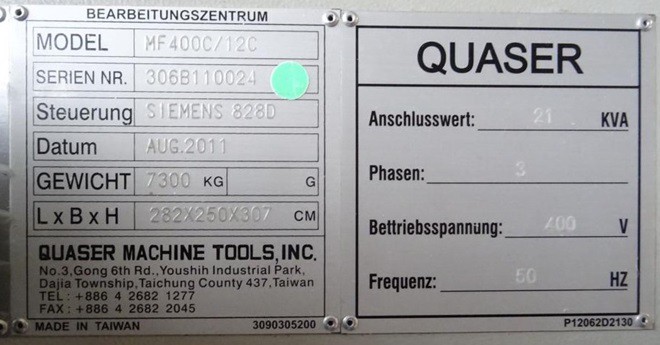 BEARBEITUNGSZENTRUM
MODEL MF400C/12C
SERIEN NR. 306B110024
Steuerung SIEMENS 828D
Datum AUG.2011
GEWICHT 7300 KG G
L x B x H 282X250X307 CM
QUASER MACHINE TOOLS,INC.
No.3,Gong 6th Rd.,Youshih Industrial Park,
Dajia Township,Taichung County 437,Taiwan
TEL : +886 4 2682 1277
FAX : +886 4 2682 2045
MADE IN TAIWAN 3090305200
QUASER
Anschlusswert: 21 KVA
Phasen: 3
Bettriebsspannung: 400 V
Frequenz: 50 HZ
P12062D2130